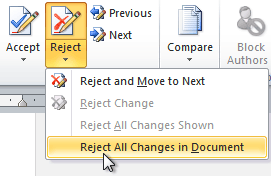 Accept
Reject
Previous
Next
Compare
Block
Authors
Reject and Move to Next
Reject Change
Reject All Changes Shown
Reject All Changes in Document